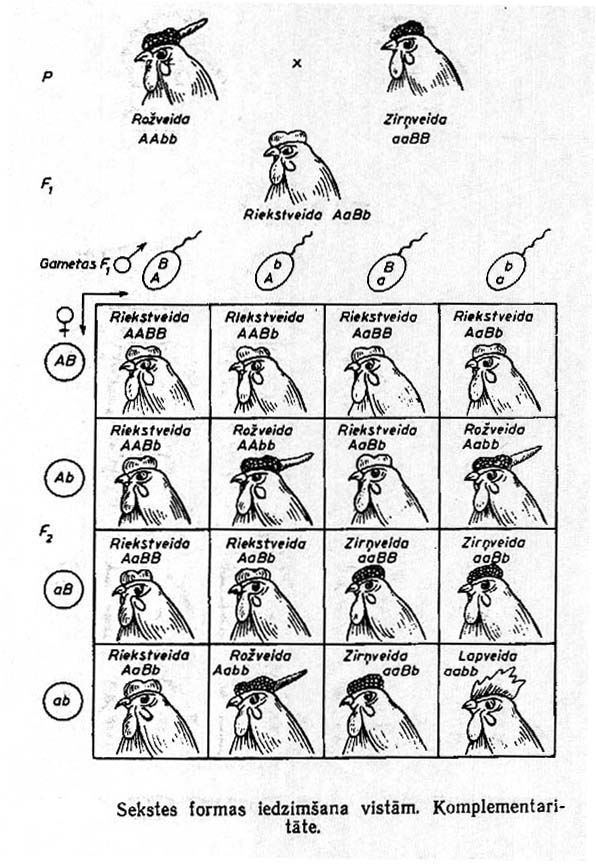 P
x
Rožveida
AAbb
Zirņveida
aaBB
F₁
Riekstveida AaBb
Gametas F₁ ♂
B
A
b
A
B
a
b
a
♀
Riekstveida
AABB
Riekstveida
AABb
Riekstveida
AaBB
Riekstveida
AaBb
AB
Riekstveida
AABb
Rožveida
AAbb
Riekstveida
AaBb
Rožveida
Aabb
Ab
F₂
Riekstveida
AaBB
Riekstveida
AaBb
Zirņveida
aaBB
Zirņveida
aaBb
aB
Riekstveida
AaBb
Rožveida
Aabb
Zirņveida
aaBb
Lapveida
aabb
ab
Sekstes formas iedzimšana vistām. Komplementari-
tāte.